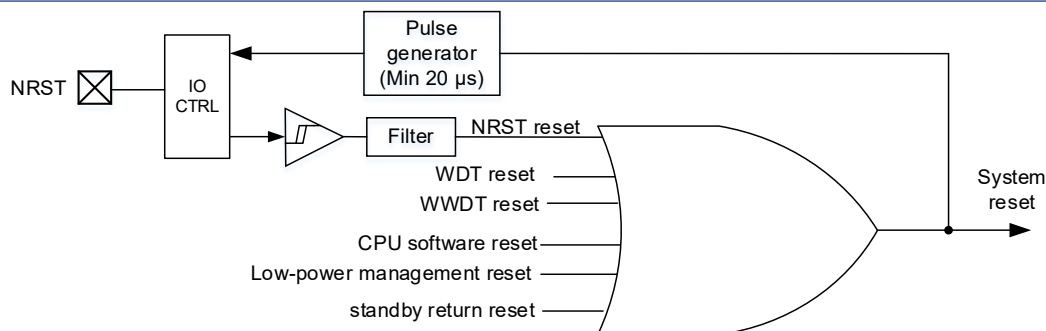 Pulse
generator
(Min 20 µs)
NRST
IO
CTRL
Filter
NRST reset
WDT reset
WWDT reset
CPU software reset
Low-power management reset
standby return reset
System
reset